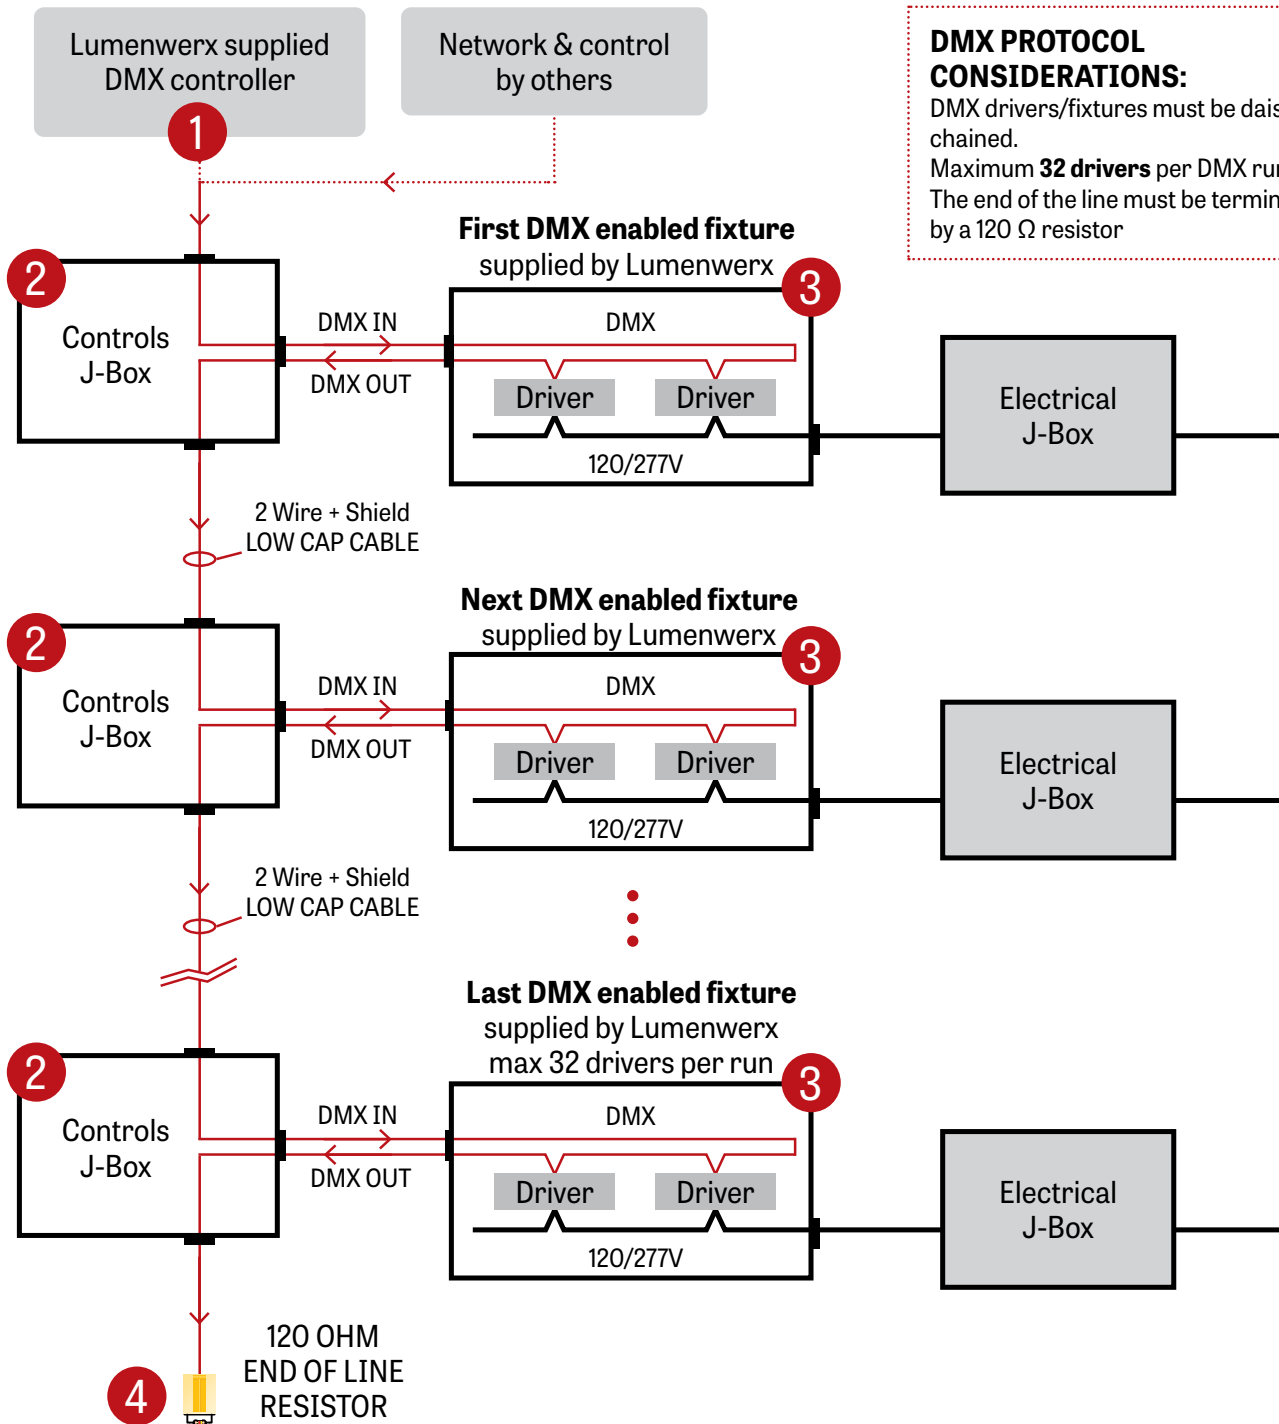 Lumenwerx supplied
DMX controller
1
Network & control
by others
DMX PROTOCOL
CONSIDERATIONS:
DMX drivers/fixtures must be dais
chained.
Maximum 32 drivers per DMX run
The end of the line must be termin
by a 120 Ω resistor
First DMX enabled fixture
supplied by Lumenwerx
2
Controls
J-Box
DMX IN
DMX OUT
3
DMX
Driver
Driver
120/277V
Electrical
J-Box
2 Wire + Shield
LOW CAP CABLE
Next DMX enabled fixture
supplied by Lumenwerx
2
Controls
J-Box
DMX IN
DMX OUT
3
DMX
Driver
Driver
120/277V
Electrical
J-Box
2 Wire + Shield
LOW CAP CABLE
Last DMX enabled fixture
supplied by Lumenwerx
max 32 drivers per run
2
Controls
J-Box
DMX IN
DMX OUT
3
DMX
Driver
Driver
120/277V
Electrical
J-Box
4
120 OHM
END OF LINE
RESISTOR